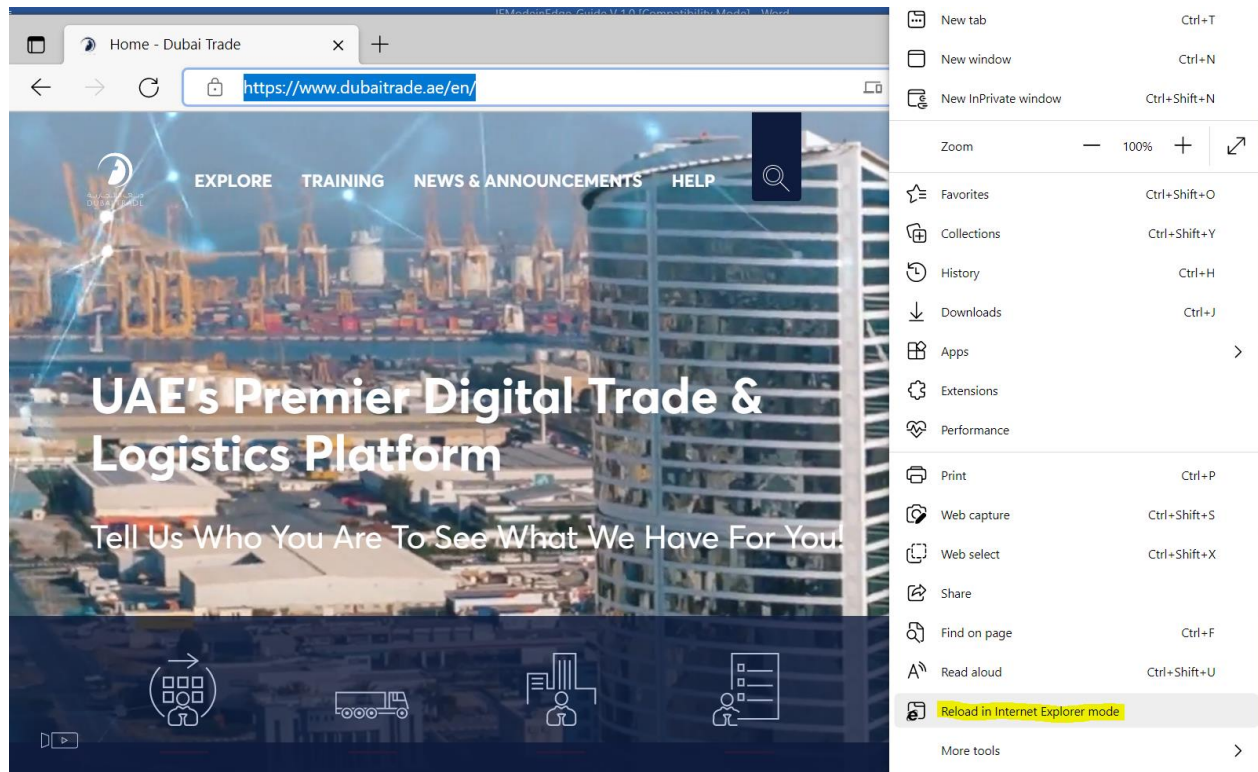 IEModeinEdge-Guide V 1.0 [Compatibility Mode] - Word
Home - Dubai Trade
https://www.dubaitrade.ae/en/
DUBAI TRADE
EXPLORE TRAINING NEWS & ANNOUNCEMENTS HELP
UAE's Premier Digital Trade &
Logistics Platform
Tell Us Who You Are To See What We Have For You!
New tab Ctrl+T
New window Ctrl+N
New InPrivate window Ctrl+Shift+N
Zoom 100%
Favorites Ctrl+Shift+O
Collections Ctrl+Shift+Y
History Ctrl+H
Downloads Ctrl+J
Apps
Extensions
Performance
Print Ctrl+P
Web capture Ctrl+Shift+S
Web select Ctrl+Shift+X
Share
Find on page Ctrl+F
Read aloud Ctrl+Shift+U
Reload in Internet Explorer mode
More tools